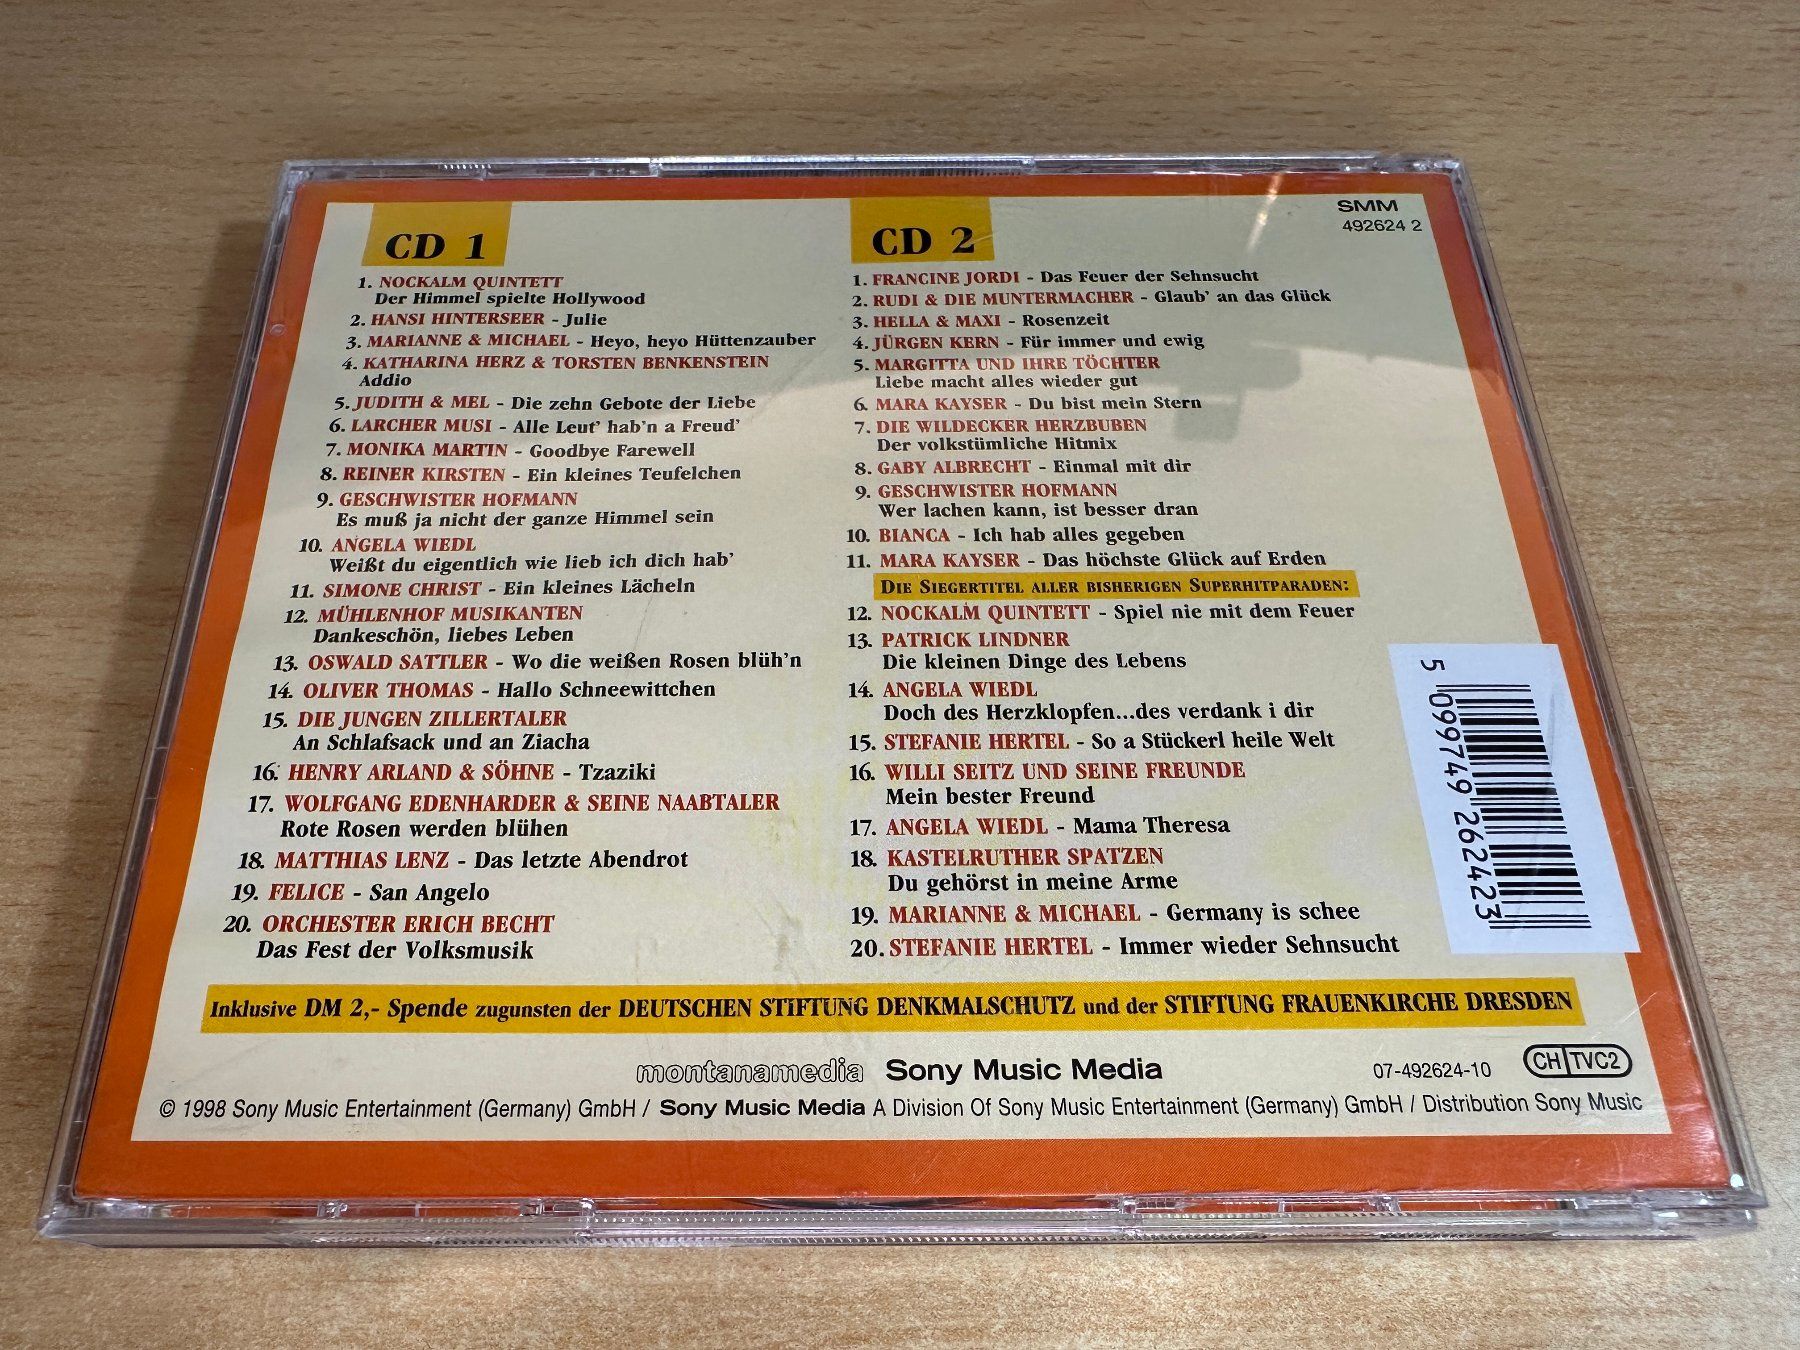 CD 1
1. NOCKALM QUINTETT
Der Himmel spielte Hollywood
2. HANSI HINTERSEER - Julie
3. MARIANNE & MICHAEL - Heyo, heyo Hüttenzauber
4. KATHARINA HERZ & TORSTEN BENKENSTEIN
Addio
5. JUDITH & MEL - Die zehn Gebote der Liebe
6. LARCHER MUSI - Alle Leut' hab'n a Freud'
7. MONIKA MARTIN - Goodbye Farewell
8. REINER KIRSTEN - Ein kleines Teufelchen
9. GESCHWISTER HOFMANN
Es muß ja nicht der ganze Himmel sein
10. ANGELA WIEDL
Weißt du eigentlich wie lieb ich dich hab'
11. SIMONE CHRIST - Ein kleines Lächeln
12. MÜHLENHOF MUSIKANTEN
Dankeschön, liebes Leben
13. OSWALD SATTLER - Wo die weißen Rosen blüh'n
14. OLIVER THOMAS - Hallo Schneewittchen
15. DIE JUNGEN ZILLERTALER
An Schlafsack und an Ziacha
16. HENRY ARLAND & SÖHNE - Tzaziki
17. WOLFGANG EDENHARDER & SEINE NAABTALER
Rote Rosen werden blühen
18. MATTHIAS LENZ - Das letzte Abendrot
19. FELICE - San Angelo
20. ORCHESTER ERICH BECHT
Das Fest der Volksmusik
CD 2
1. FRANCINE JORDI - Das Feuer der Sehnsucht
2. RUDI & DIE MUNTERMACHER - Glaub' an das Glück
3. HELLA & MAXI - Rosenzeit
4. JÜRGEN KERN - Für immer und ewig
5. MARGITTA UND IHRE TÖCHTER
Liebe macht alles wieder gut
6. MARA KAYSER - Du bist mein Stern
7. DIE WILDECKER HERZBUBEN
Der volkstümliche Hitmix
8. GABY ALBRECHT - Einmal mit dir
9. GESCHWISTER HOFMANN
Wer lachen kann, ist besser dran
10. BIANCA - Ich hab alles gegeben
11. MARA KAYSER - Das höchste Glück auf Erden
DIE SIEGERTITEL ALLER BISHERIGEN SUPERHITPARADEN:
12. NOCKALM QUINTETT - Spiel nie mit dem Feuer
13. PATRICK LINDNER
Die kleinen Dinge des Lebens
14. ANGELA WIEDL
Doch des Herzklopfen...des verdank i dir
15. STEFANIE HERTEL - So a Stückerl heile Welt
16. WILLI SEITZ UND SEINE FREUNDE
Mein bester Freund
17. ANGELA WIEDL - Mama Theresa
18. KASTELRUTHER SPATZEN
Du gehörst in meine Arme
19. MARIANNE & MICHAEL - Germany is schee
20. STEFANIE HERTEL - Immer wieder Sehnsucht
SMM
492624 2
5 099749 262423
Inklusive DM 2,- Spende zugunsten der DEUTSCHEN STIFTUNG DENKMALSCHUTZ und der STIFTUNG FRAUENKIRCHE DRESDEN
montanamedia Sony Music Media 07-492624-10 CH TVC2
© 1998 Sony Music Entertainment (Germany) GmbH / Sony Music Media A Division Of Sony Music Entertainment (Germany) GmbH / Distribution Sony Music